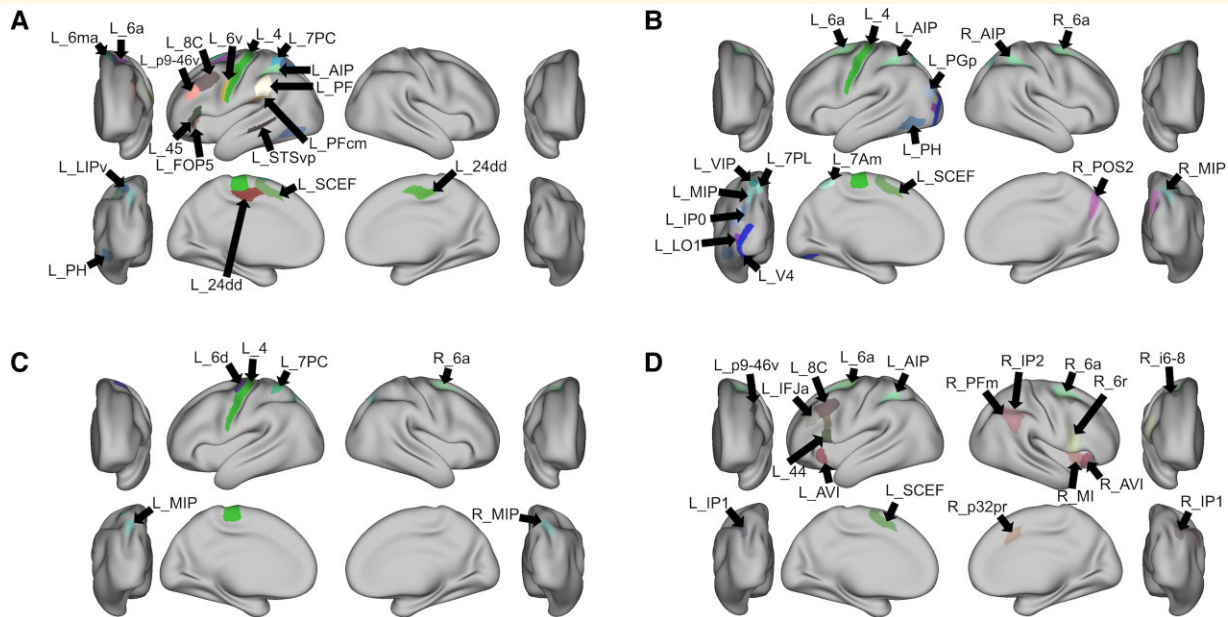 A
L_6ma
L_6a
L_p9-46v
L_8C
L_6v
L_4
L_7PC
L_AIP
L_PF
L_PFcm
L_STSvp
L_FOP5
L_45
L_LIPv
L_PH
L_24dd
L_SCEF
L_24dd
B
L_6a
L_4
L_AIP
L_PGp
L_PH
R_AIP
R_6a
L_VIP
L_7PL
L_MIP
L_IP0
L_LO1
L_V4
L_7Am
L_SCEF
R_POS2
R_MIP
C
L_6d
L_4
L_7PC
R_6a
L_MIP
R_MIP
D
L_p9-46v
L_8C
L_IFJa
L_6a
L_AIP
L_44
L_AVI
R_PFm
R_IP2
R_6a
R_6r
R_i6-8
R_MI
R_AVI
L_IP1
L_SCEF
R_p32pr
R_IP1